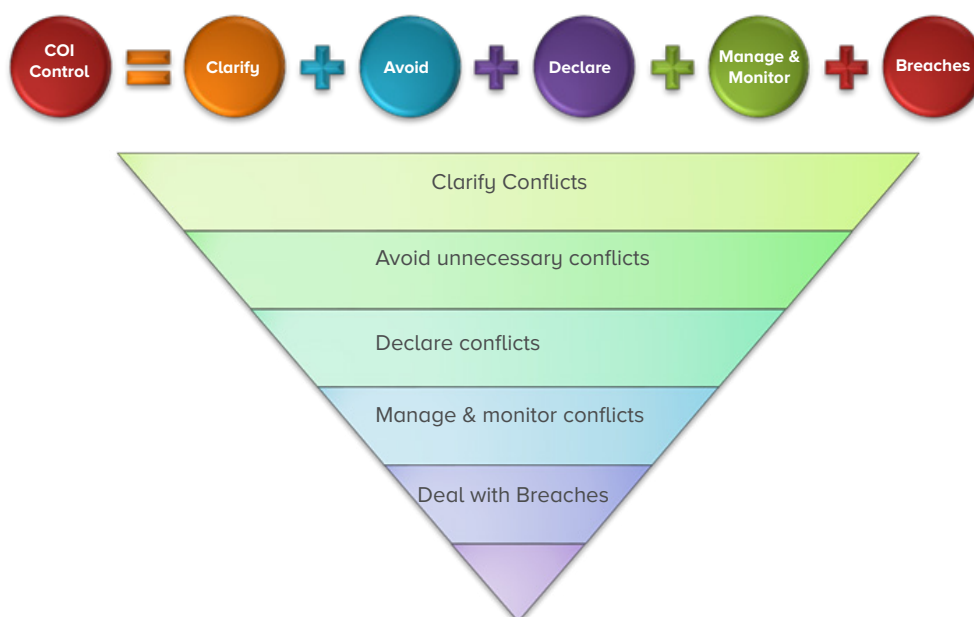 COI
Control
Clarify
Avoid
Declare
Manage &
Monitor
Breaches
Clarify Conflicts
Avoid unnecessary conflicts
Declare conflicts
Manage & monitor conflicts
Deal with Breaches